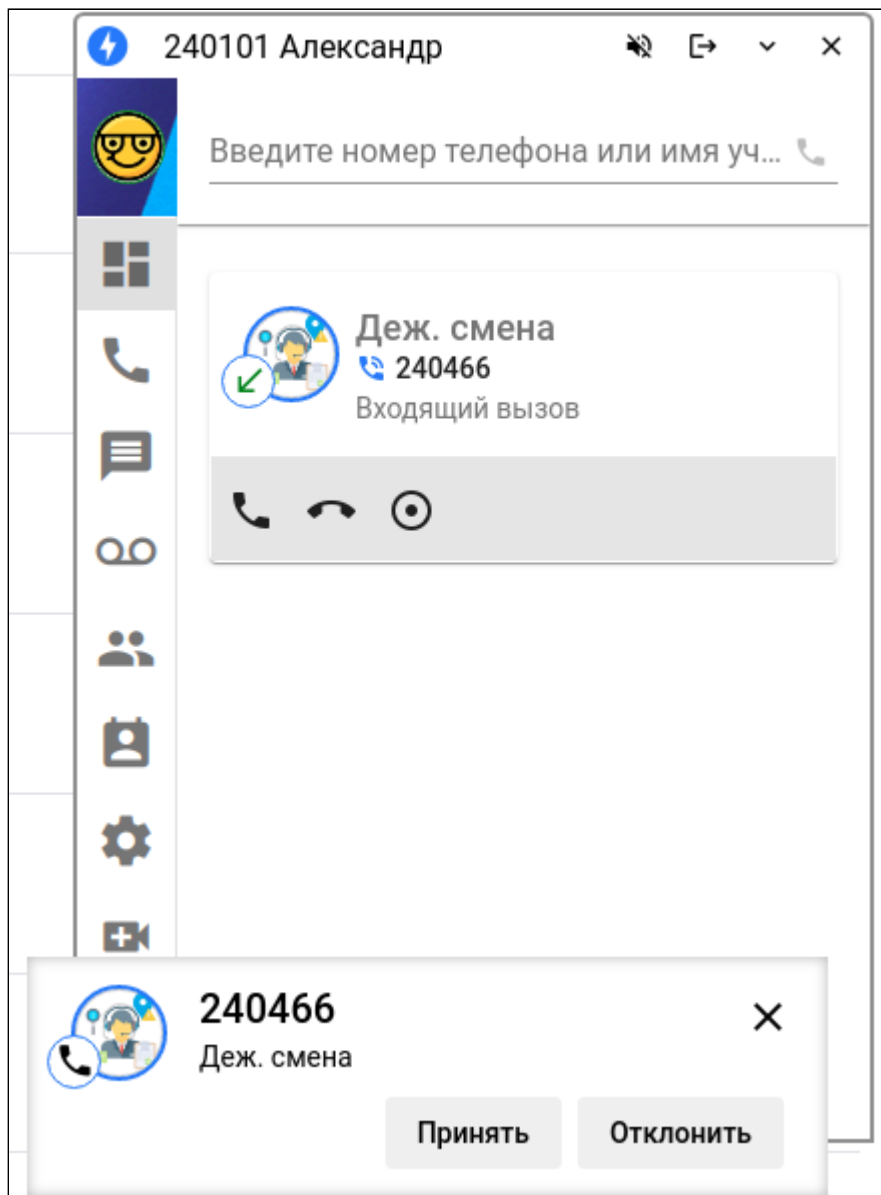 240101 Александр
Введите номер телефона или имя уч...
Деж. смена
240466
Входящий вызов
240466
Деж. смена
Принять
Отклонить